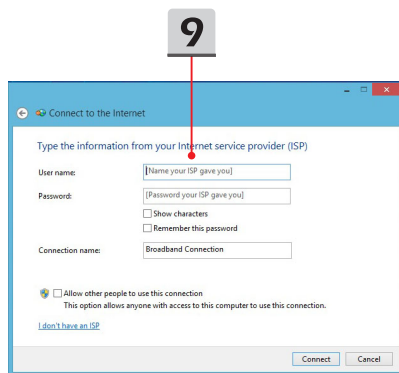 9
Connect to the Internet
Type the information from your Internet service provider (ISP)
User name: [Name your ISP gave you]
Password: [Password your ISP gave you]
Show characters
Remember this password
Connection name: Broadband Connection
Allow other people to use this connection
This option allows anyone with access to this computer to use this connection.
I don't have an ISP
Connect Cancel